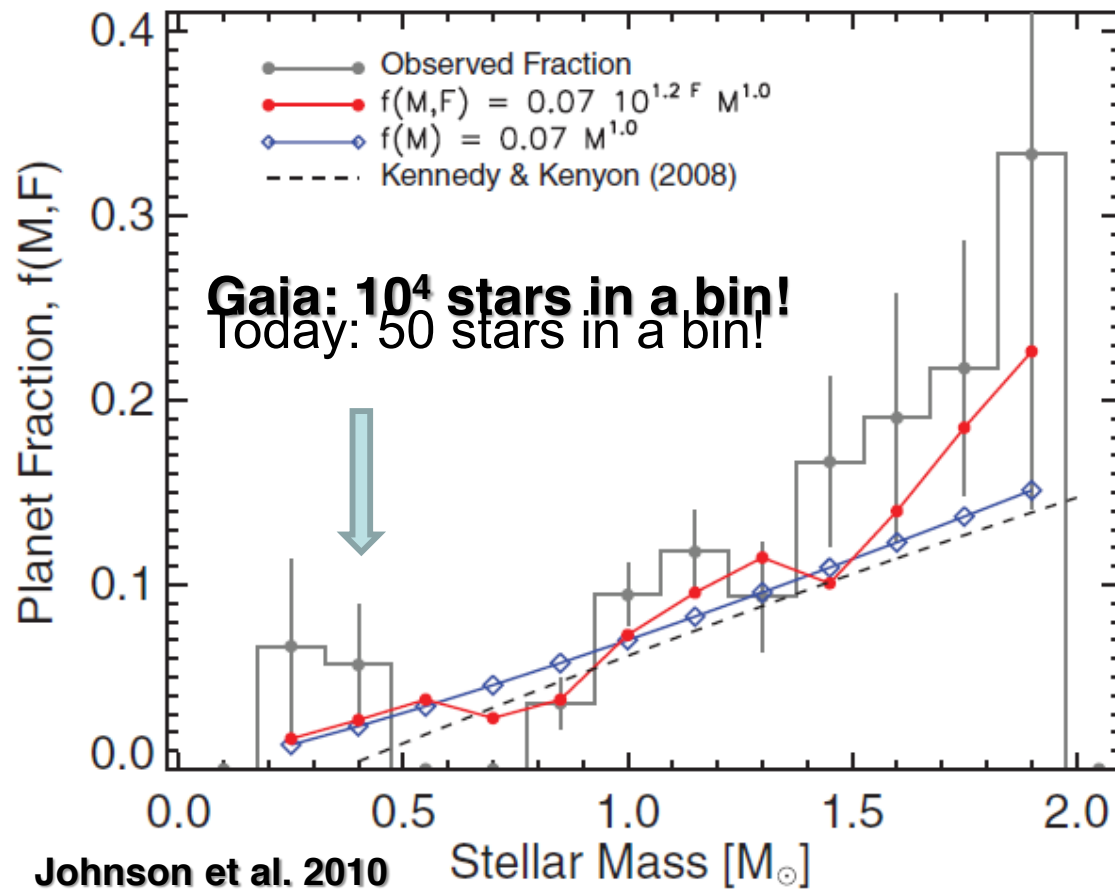 Observed Fraction
f(M,F) = 0.07 10^1.2 F M^1.0
f(M) = 0.07 M^1.0
Kennedy & Kenyon (2008)
Gaia: 10⁴ stars in a bin!
Today: 50 stars in a bin!
Planet Fraction, f(M,F)
0.4
0.3
0.2
0.1
0.0
0.0 0.5 1.0 1.5 2.0
Stellar Mass [M☉]
Johnson et al. 2010